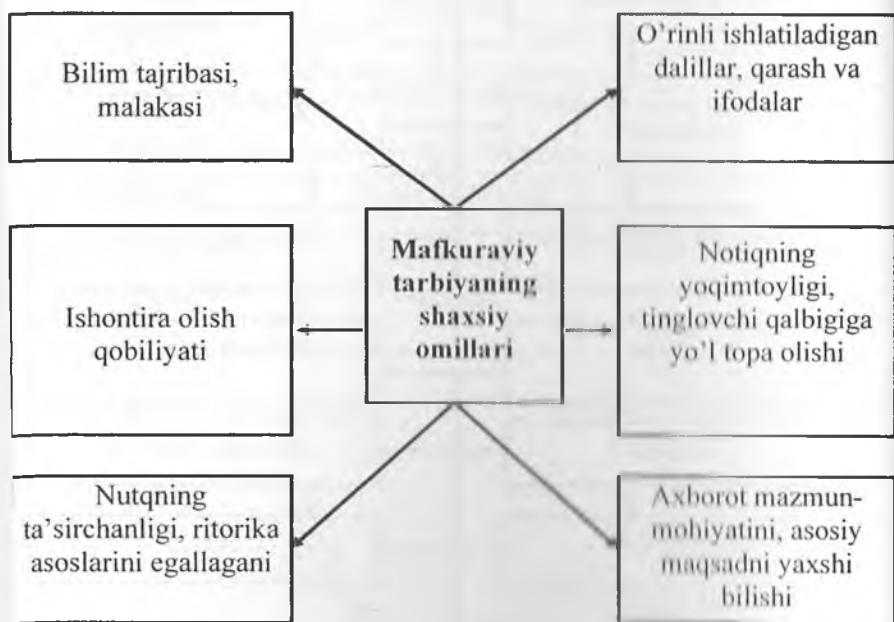 Bilim tajribasi,
malakasi
O'rinli ishlatiladigan
dalillar, qarash va
ifodalar
Ishontira olish
qobiliyati
Mafkuraviy
tarbiyaning
shaxsiy
omillari
Notiqning
yoqimtoyligi,
tinglovchi qalbigiga
yo'l topa olishi
Nutqning
ta'sirchanligi, ritorika
asoslarini egallagani
Axborot mazmun-
mohiyatini, asosiy
maqsadni yaxshi
bilishi